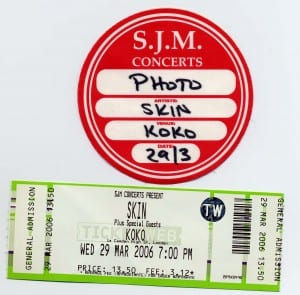 S.J.M.
CONCERTS
PHOTO
ARTISTE:
SKIN
VENUE:
KOKO
DATE:
29/3
GENERAL ADMISSION
29 MAR 2006 13.50
SJM CONCERTS PRESENT
SKIN
Plus Special Guests
KOKO
WED 29 MAR 2006 7:00 PM
PRICE: 13.50 FEE: 3.12*
TW
29 MAR 2006 13.50
GENERAL ADMISSION